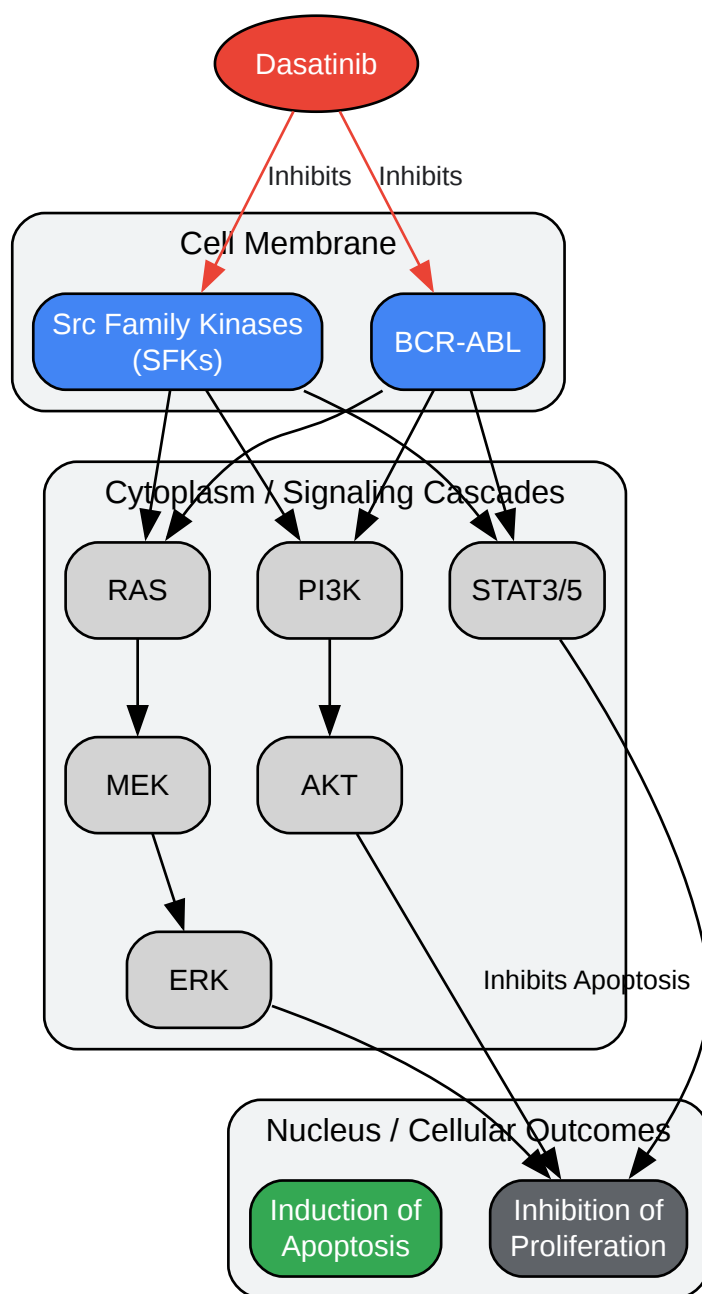 Dasatinib
Inhibits
Inhibits
Cell Membrane
Src Family Kinases
(SFKs)
BCR-ABL
Cytoplasm / Signaling Cascades
RAS
PI3K
STAT3/5
MEK
AKT
ERK
Inhibits Apoptosis
Nucleus / Cellular Outcomes
Induction of
Apoptosis
Inhibition of
Proliferation